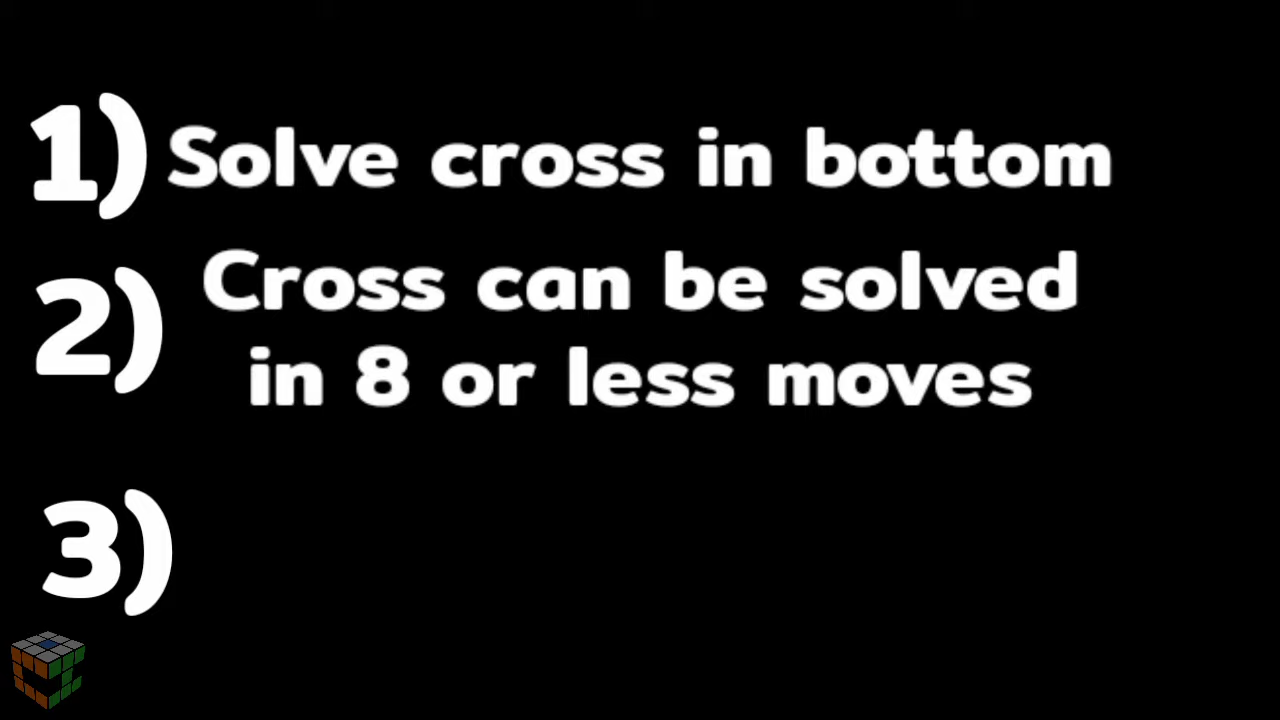 1) Solve cross in bottom
2) Cross can be solved
in 8 or less moves
3)